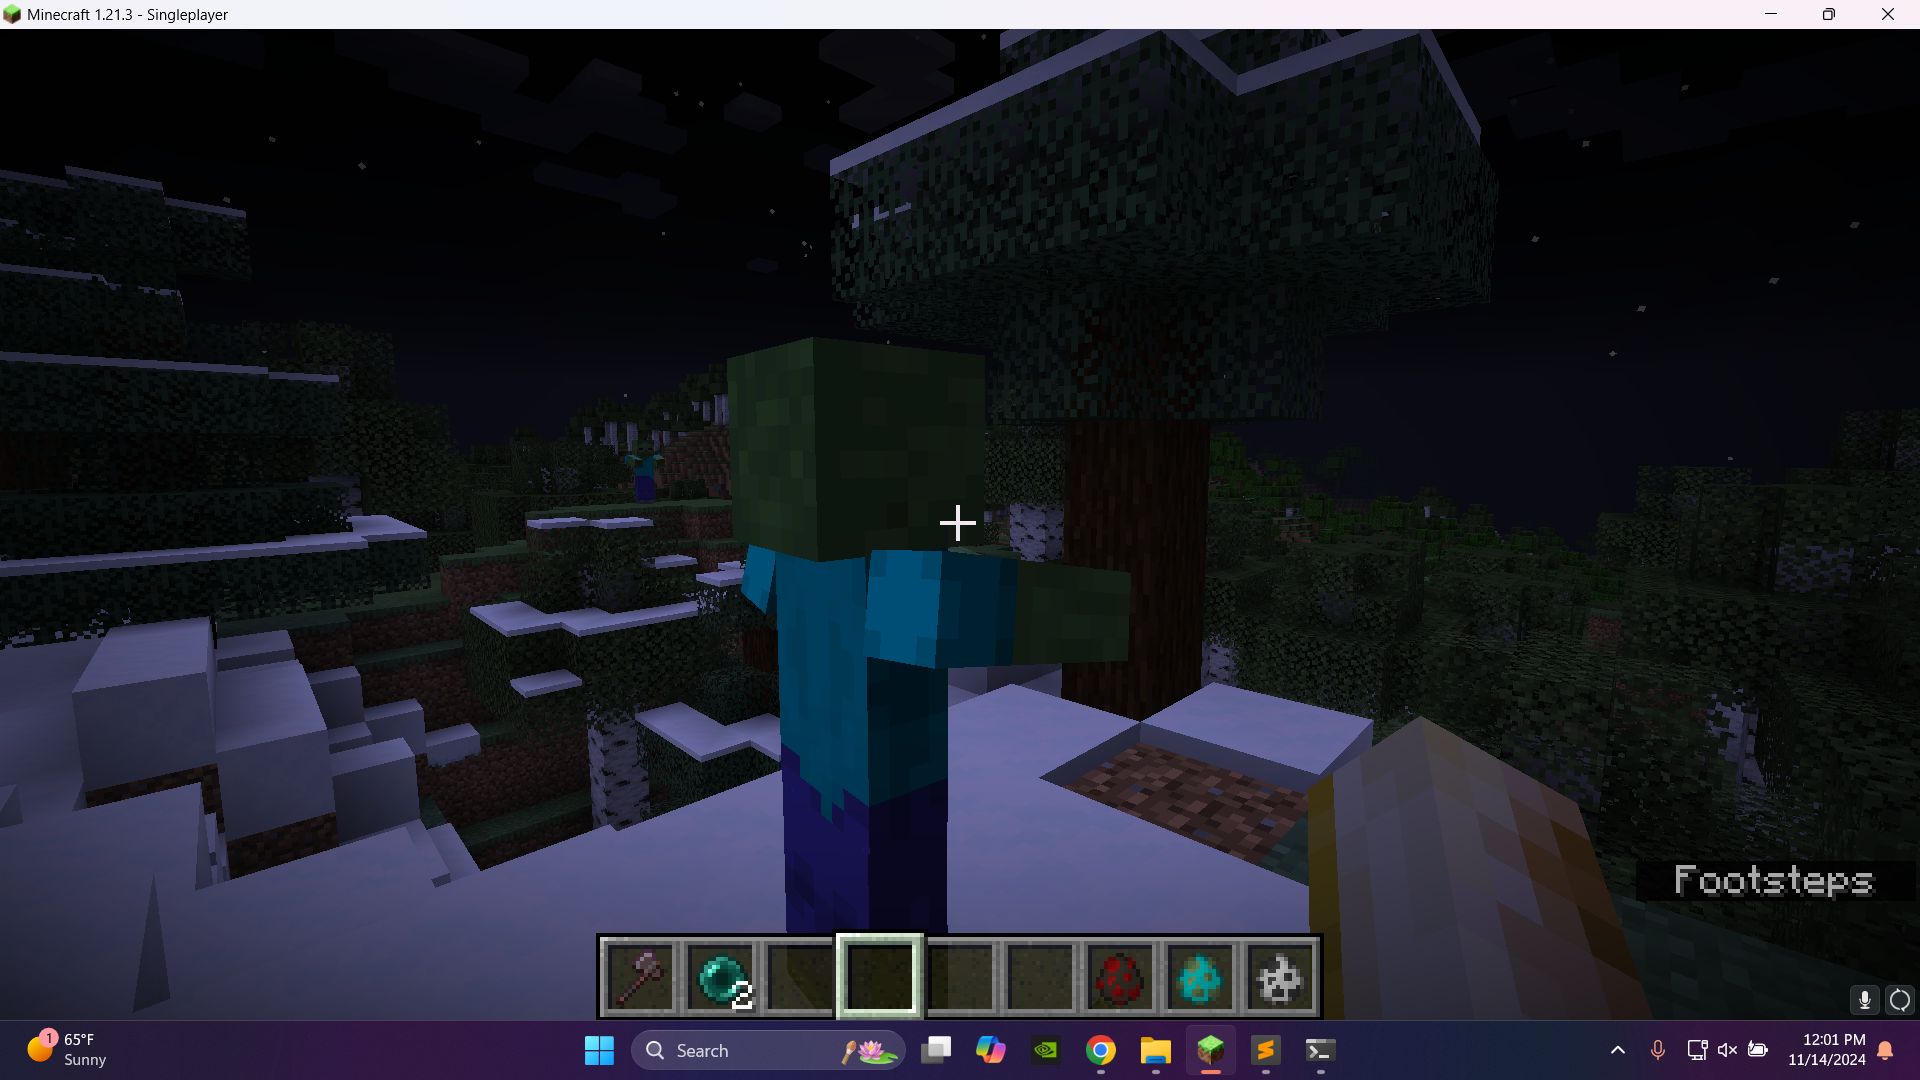 Minecraft 1.21.3 - Singleplayer
Footsteps
2
1
65°F
Sunny
Search
12:01 PM
11/14/2024